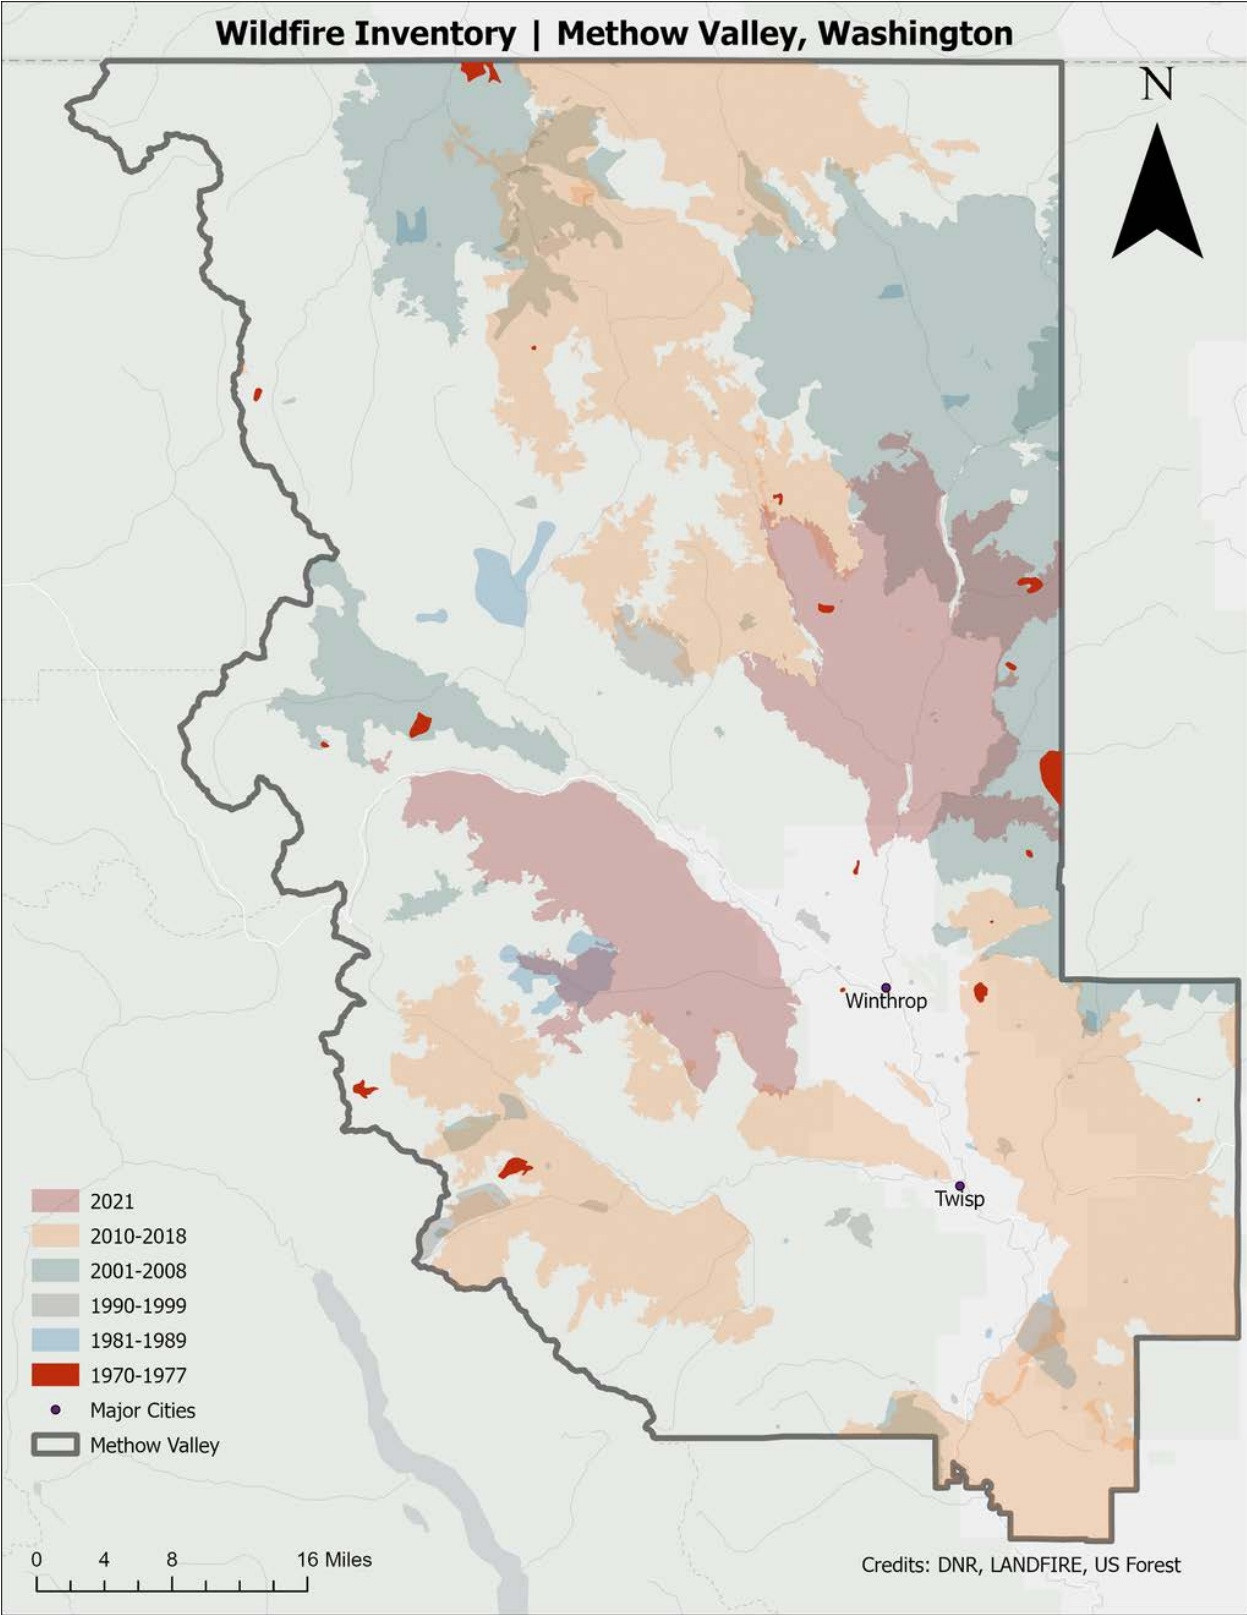 Wildfire Inventory | Methow Valley, Washington
N
Winthrop
Twisp
2021
2010-2018
2001-2008
1990-1999
1981-1989
1970-1977
Major Cities
Methow Valley
0 4 8 16 Miles
Credits: DNR, LANDFIRE, US Forest